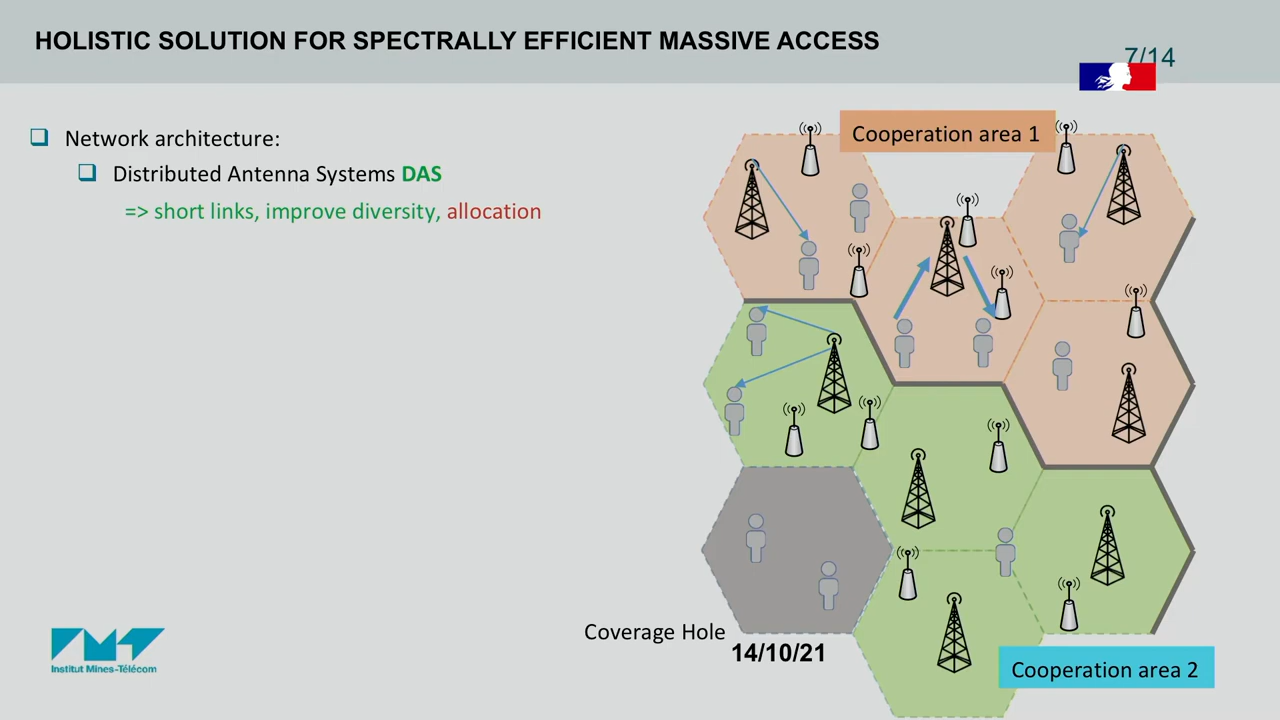 HOLISTIC SOLUTION FOR SPECTRALLY EFFICIENT MASSIVE ACCESS
7/14
Network architecture:
Distributed Antenna Systems DAS
=> short links, improve diversity, allocation
Cooperation area 1
Coverage Hole
14/10/21
Cooperation area 2
IMT
Institut Mines-Télécom